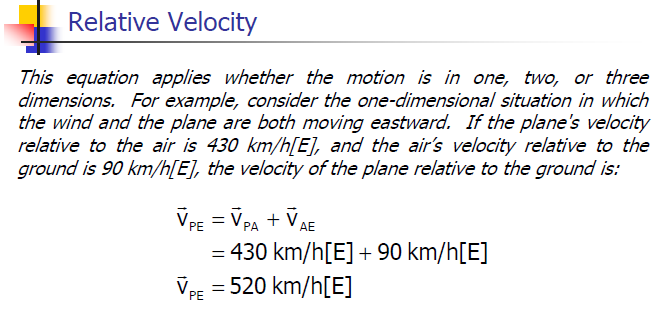 Relative Velocity
This equation applies whether the motion is in one, two, or three
dimensions. For example, consider the one-dimensional situation in which
the wind and the plane are both moving eastward. If the plane's velocity
relative to the air is 430 km/h[E], and the air's velocity relative to the
ground is 90 km/h[E], the velocity of the plane relative to the ground is:
v⃗ PE = v⃗ PA + v⃗ AE
= 430 km/h[E] + 90 km/h[E]
v⃗ PE = 520 km/h[E]